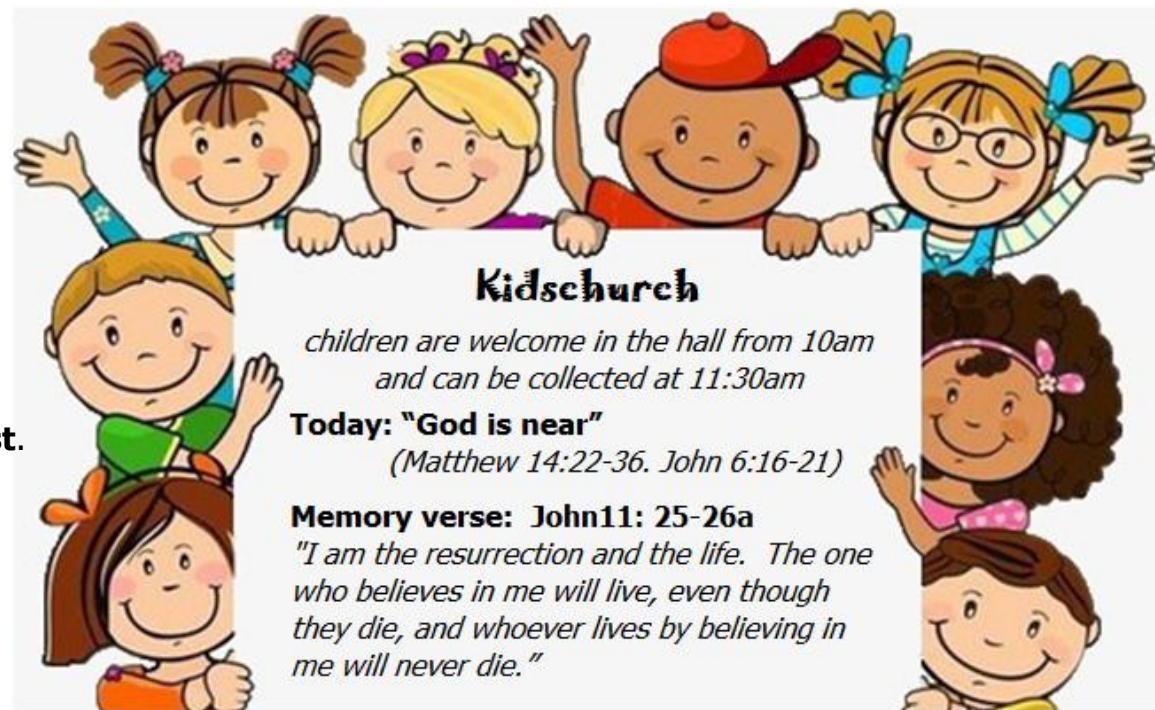 Kidschurch
children are welcome in the hall from 10am
and can be collected at 11:30am
Today: “God is near”
(Matthew 14:22-36. John 6:16-21)
Memory verse:  John11: 25-26a
"I am the resurrection and the life.  The one
who believes in me will live, even though
they die, and whoever lives by believing in
me will never die.”